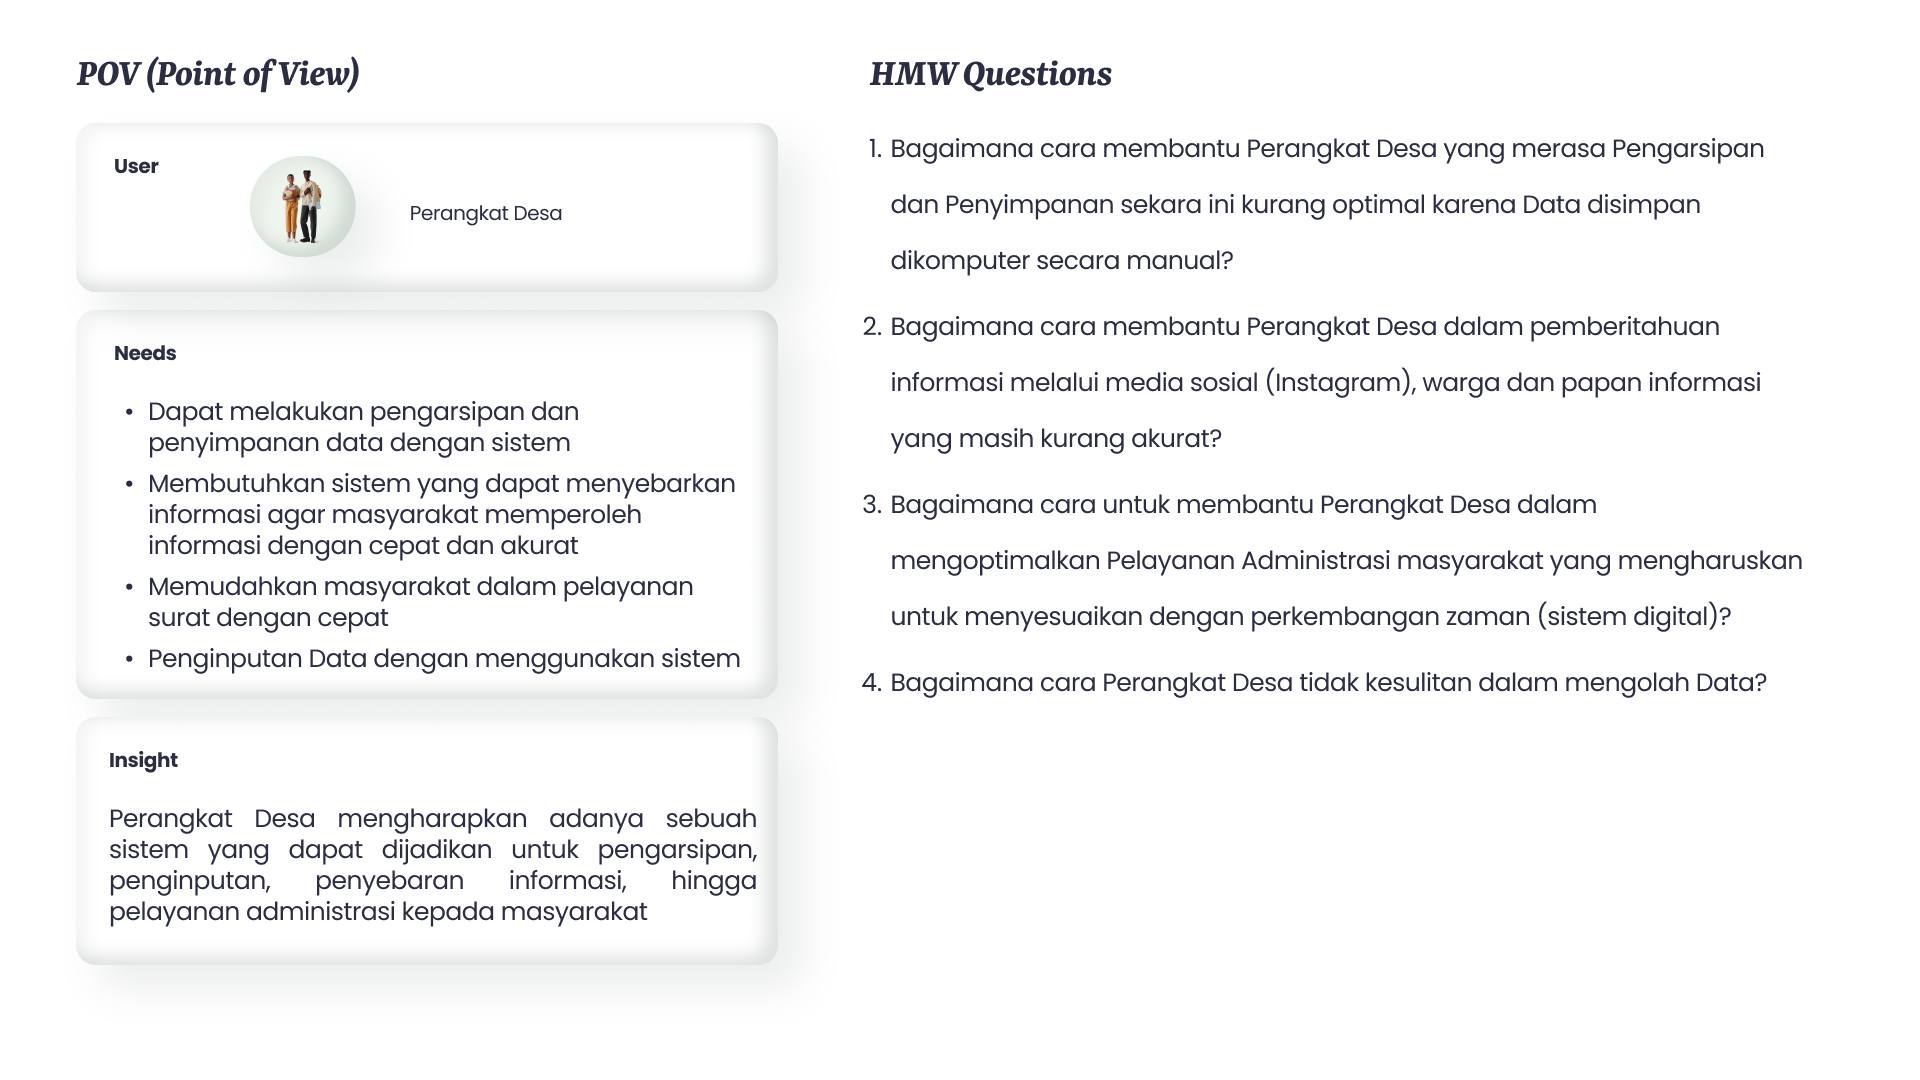 POV (Point of View)
User
Perangkat Desa
Needs
• Dapat melakukan pengarsipan dan
penyimpanan data dengan sistem
• Membutuhkan sistem yang dapat menyebarkan
informasi agar masyarakat memperoleh
informasi dengan cepat dan akurat
• Memudahkan masyarakat dalam pelayanan
surat dengan cepat
• Penginputan Data dengan menggunakan sistem
Insight
Perangkat Desa mengharapkan adanya sebuah
sistem yang dapat dijadikan untuk pengarsipan,
penginputan, penyebaran informasi, hingga
pelayanan administrasi kepada masyarakat
HMW Questions
1. Bagaimana cara membantu Perangkat Desa yang merasa Pengarsipan
dan Penyimpanan sekara ini kurang optimal karena Data disimpan
dikomputer secara manual?
2. Bagaimana cara membantu Perangkat Desa dalam pemberitahuan
informasi melalui media sosial (Instagram), warga dan papan informasi
yang masih kurang akurat?
3. Bagaimana cara untuk membantu Perangkat Desa dalam
mengoptimalkan Pelayanan Administrasi masyarakat yang mengharuskan
untuk menyesuaikan dengan perkembangan zaman (sistem digital)?
4. Bagaimana cara Perangkat Desa tidak kesulitan dalam mengolah Data?